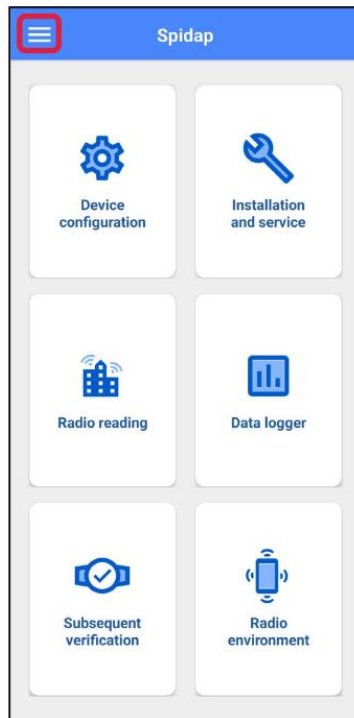 Spidap
Device
configuration
Installation
and service
Radio reading
Data logger
Subsequent
verification
Radio
environment